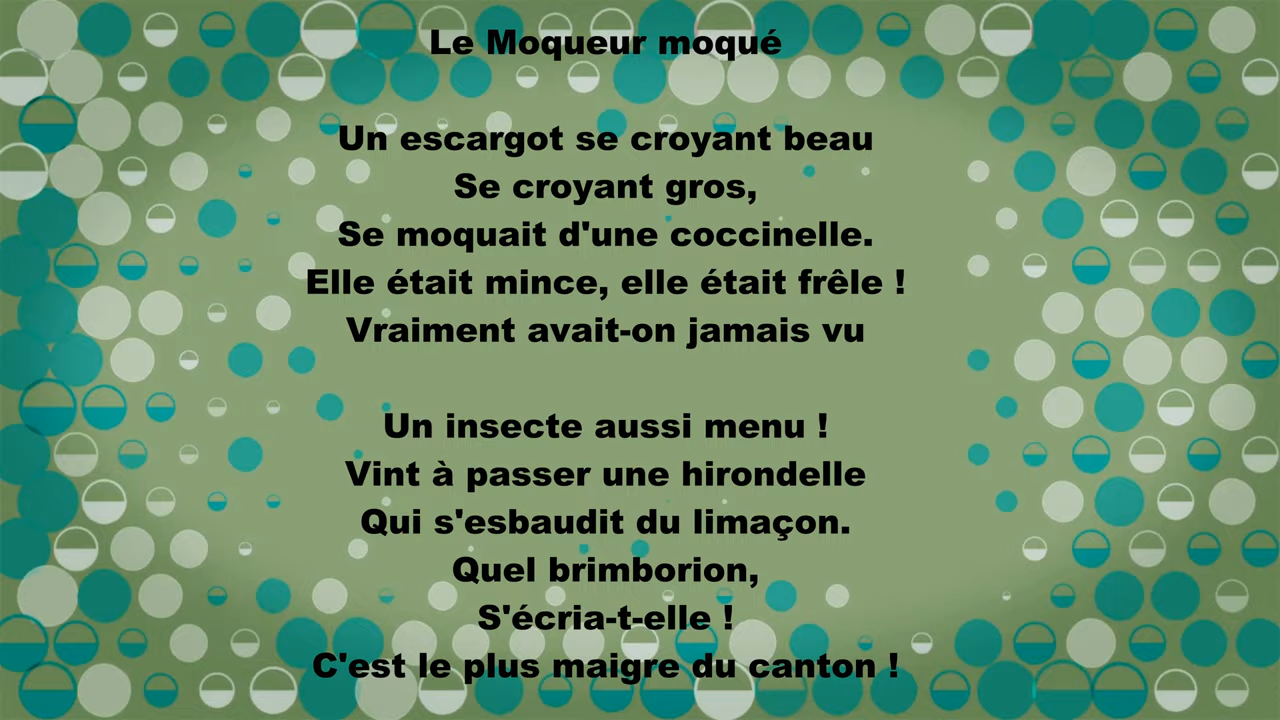 Le Moqueur moqué
Un escargot se croyant beau
Se croyant gros,
Se moquait d'une coccinelle.
Elle était mince, elle était frêle !
Vraiment avait-on jamais vu
Un insecte aussi menu !
Vint à passer une hirondelle
Qui s'esbaudit du limaçon.
Quel brimborion,
S'écria-t-elle !
C'est le plus maigre du canton !